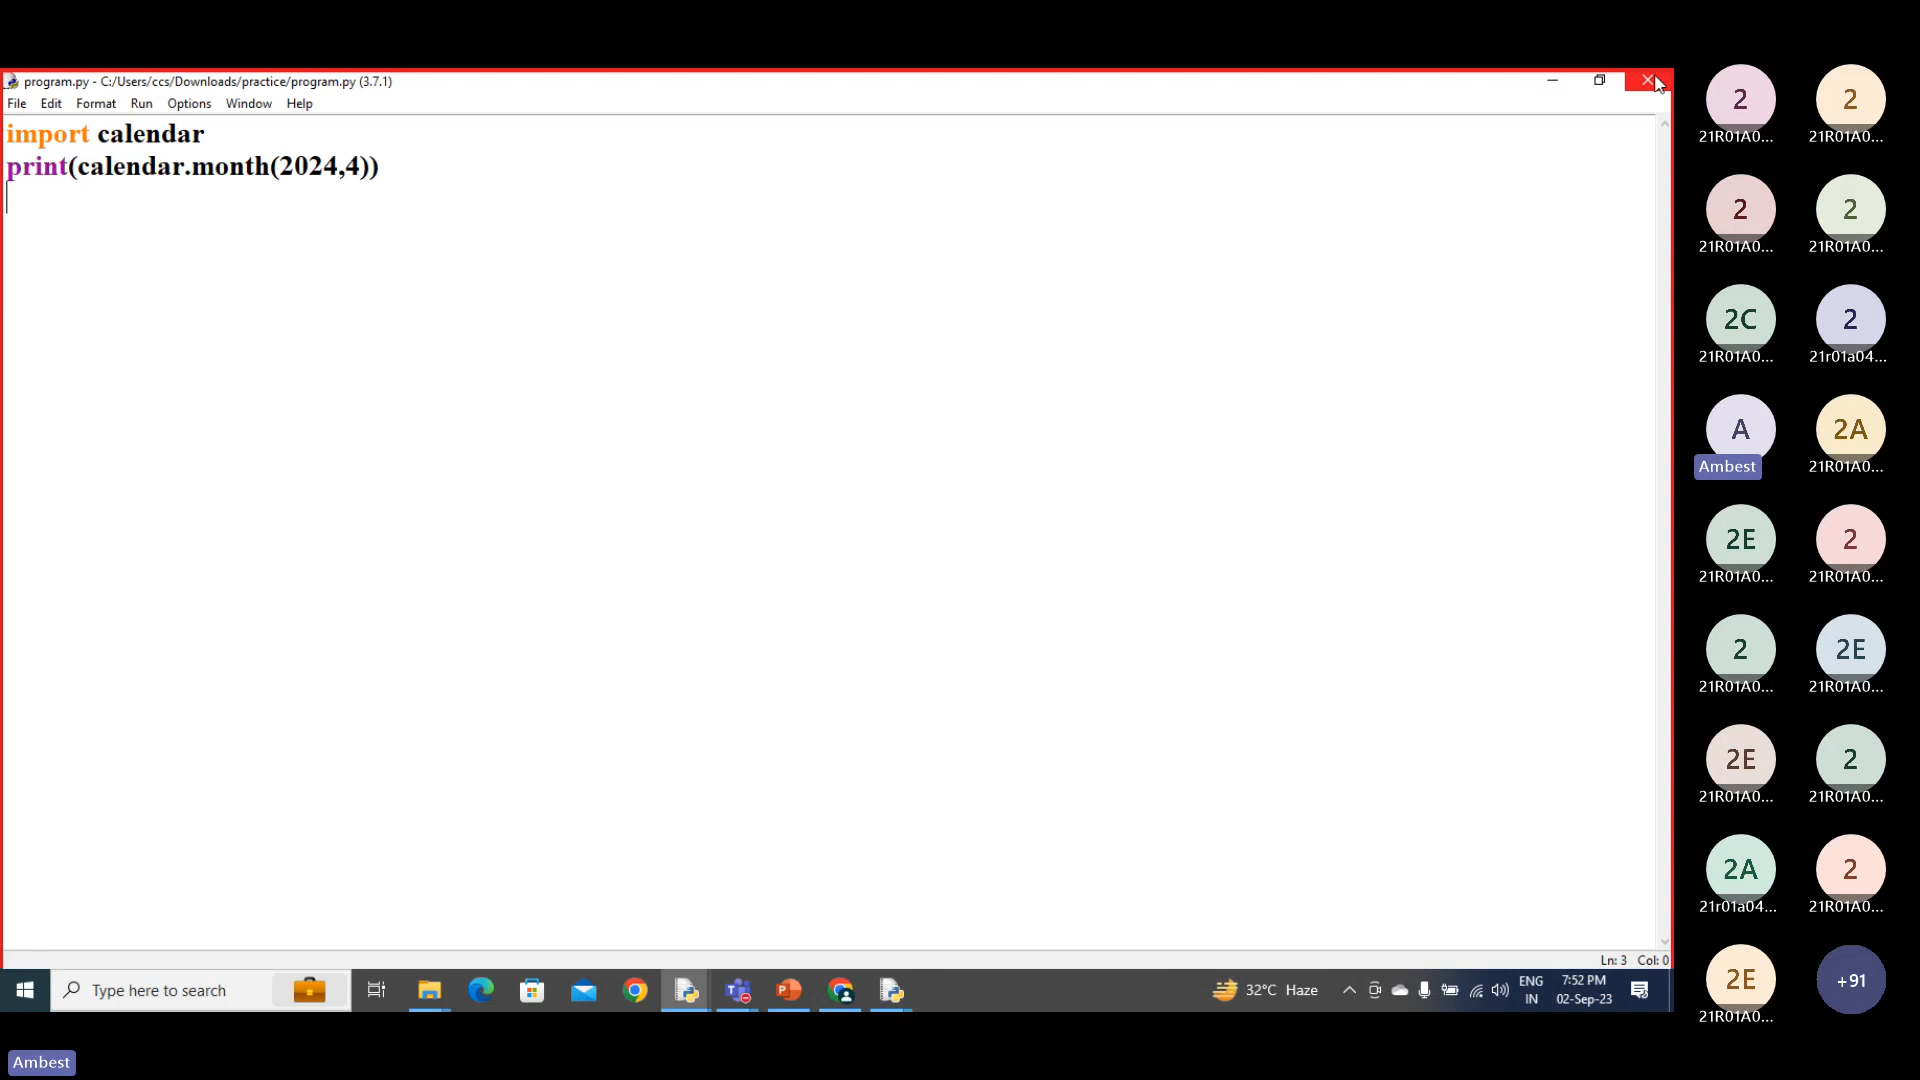 program.py - C:/Users/ccs/Downloads/practice/program.py (3.7.1)
File Edit Format Run Options Window Help
import calendar
print(calendar.month(2024,4))
Ln: 3 Col: 0
Type here to search
32°C Haze
ENG
IN
7:52 PM
02-Sep-23
2 2
21R01A0... 21R01A0...
2 2
21R01A0... 21R01A0...
2C 2
21R01A0... 21r01a04...
A 2A
Ambest 21R01A0...
2E 2
21R01A0... 21R01A0...
2 2E
21R01A0... 21R01A0...
2E 2
21R01A0... 21R01A0...
2A 2
21r01a04... 21R01A0...
2E +91
21R01A0...
Ambest